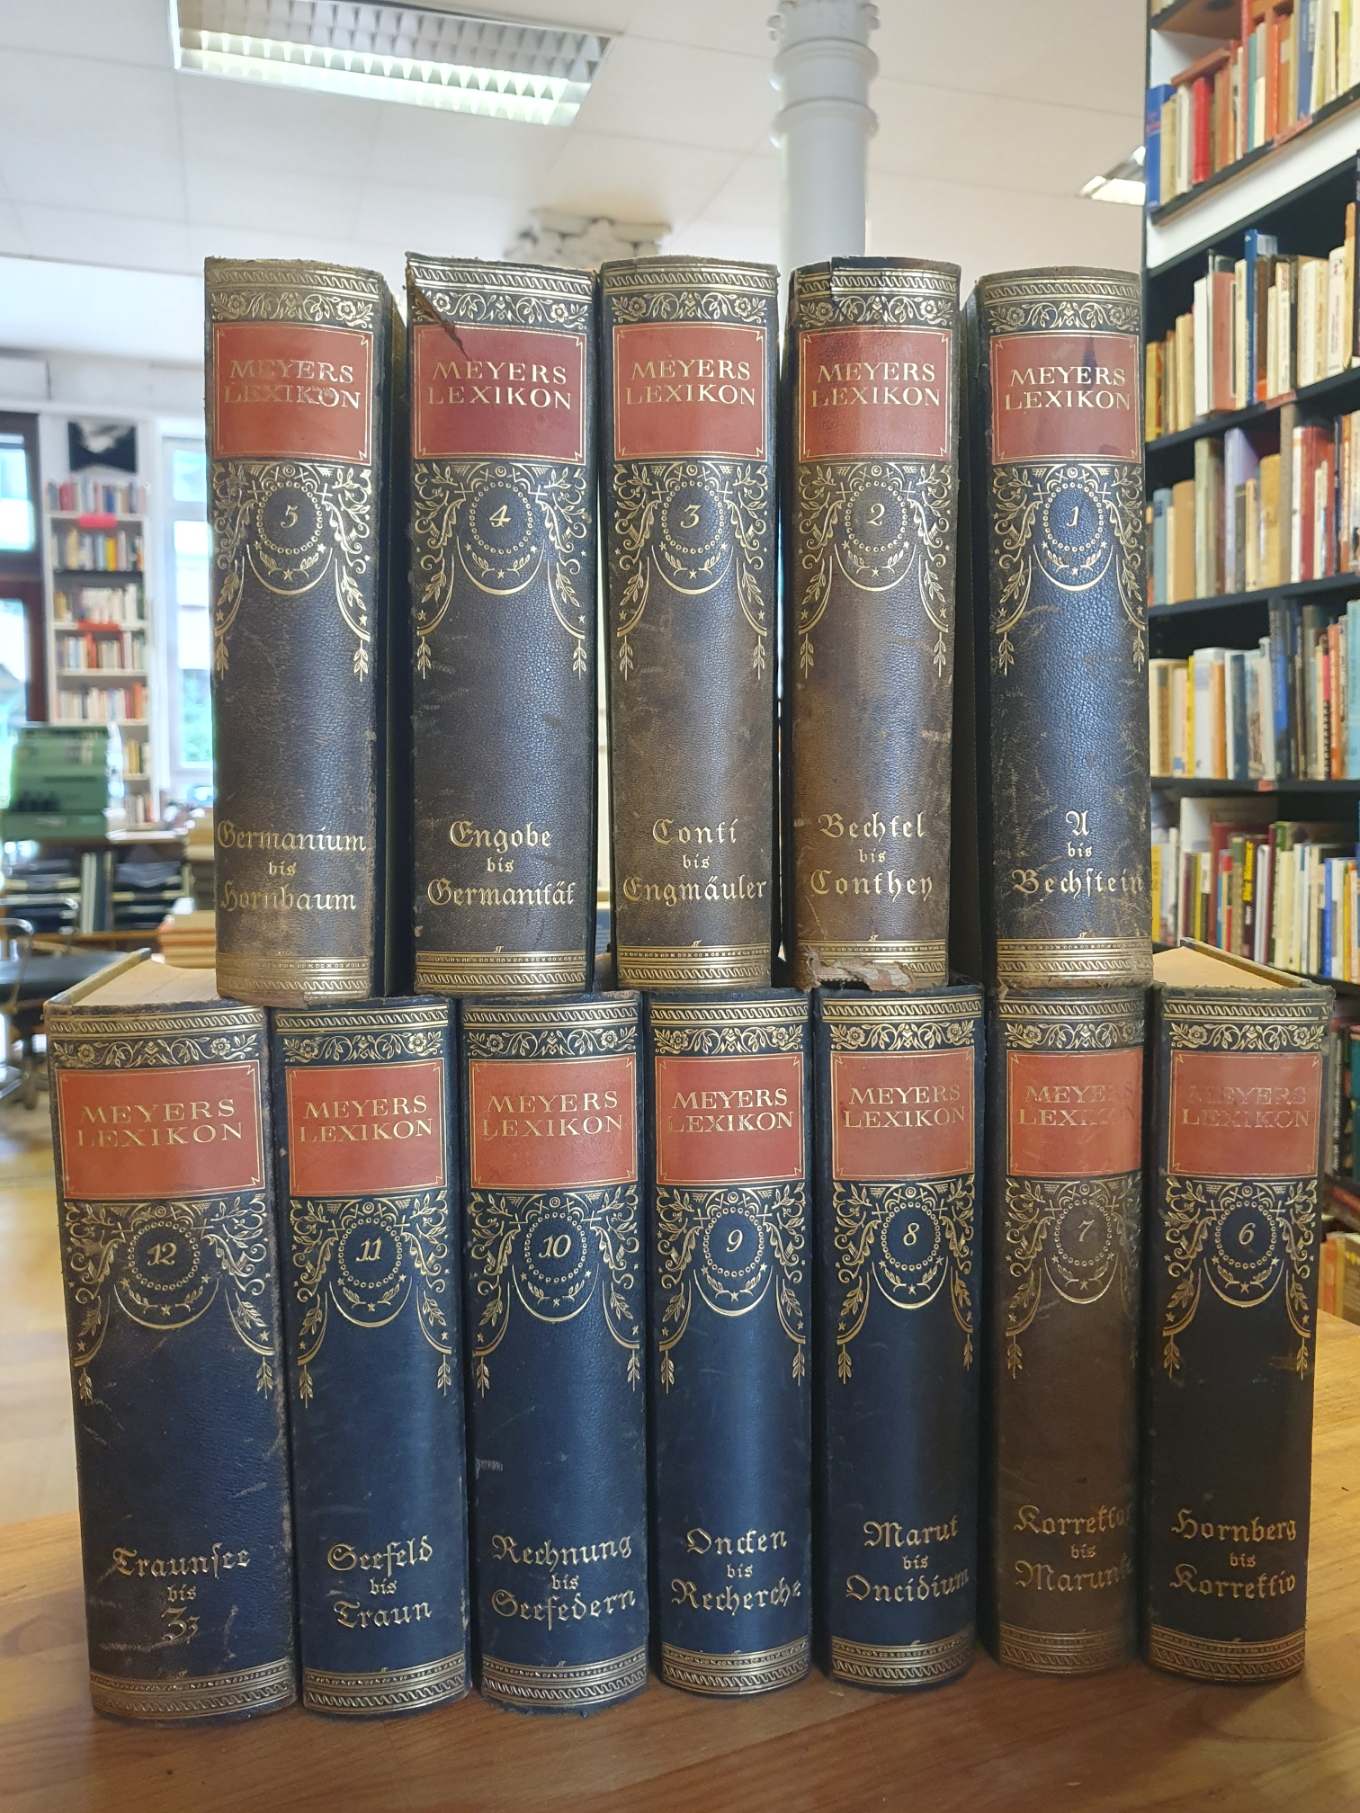 MEYERS
LEXIKON
5
Germanium
bis
Hornbaum
MEYERS
LEXIKON
4
Engobe
bis
Germanität
MEYERS
LEXIKON
3
Conti
bis
Engmäuler
MEYERS
LEXIKON
2
Bechtel
bis
Conthey
MEYERS
LEXIKON
1
A
bis
Bechstein
MEYERS
LEXIKON
12
Traunsee
bis
Zz
MEYERS
LEXIKON
11
Seefeld
bis
Traun
MEYERS
LEXIKON
10
Rechnung
bis
Seefedern
MEYERS
LEXIKON
9
Oncken
bis
Recherche
MEYERS
LEXIKON
8
Marut
bis
Oncidium
MEYERS
LEXIKON
7
bis
MEYERS
LEXIKON
6
Hornberg
bis
Korrektiv